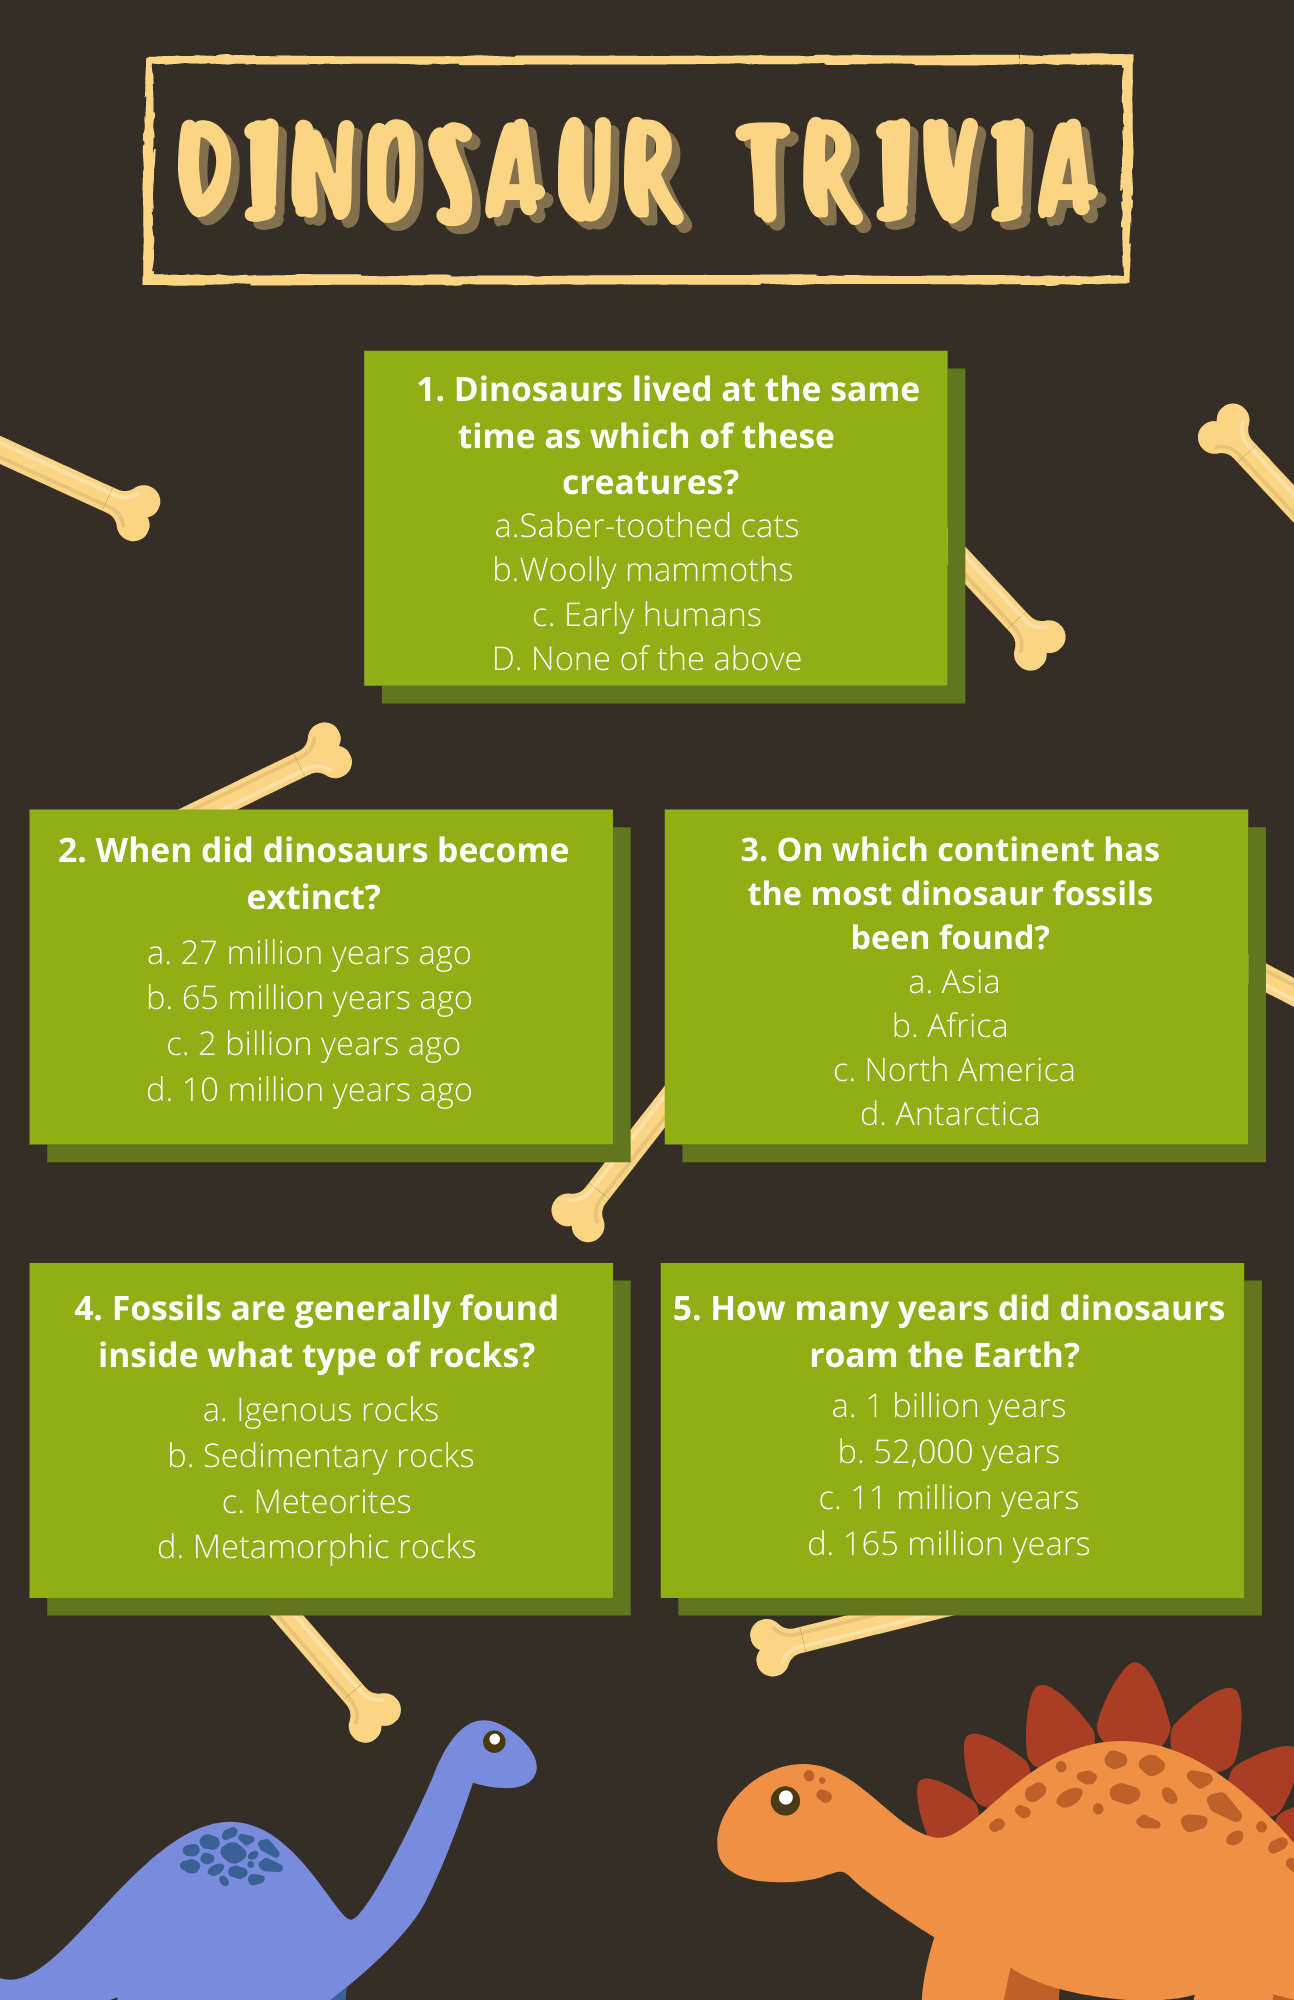 DINOSAUR TRIVIA
1. Dinosaurs lived at the same
time as which of these
creatures?
a.Saber-toothed cats
b.Woolly mammoths
c. Early humans
D. None of the above
2. When did dinosaurs become
extinct?
a. 27 million years ago
b. 65 million years ago
c. 2 billion years ago
d. 10 million years ago
3. On which continent has
the most dinosaur fossils
been found?
a. Asia
b. Africa
c. North America
d. Antarctica
4. Fossils are generally found
inside what type of rocks?
a. Igenous rocks
b. Sedimentary rocks
c. Meteorites
d. Metamorphic rocks
5. How many years did dinosaurs
roam the Earth?
a. 1 billion years
b. 52,000 years
c. 11 million years
d. 165 million years